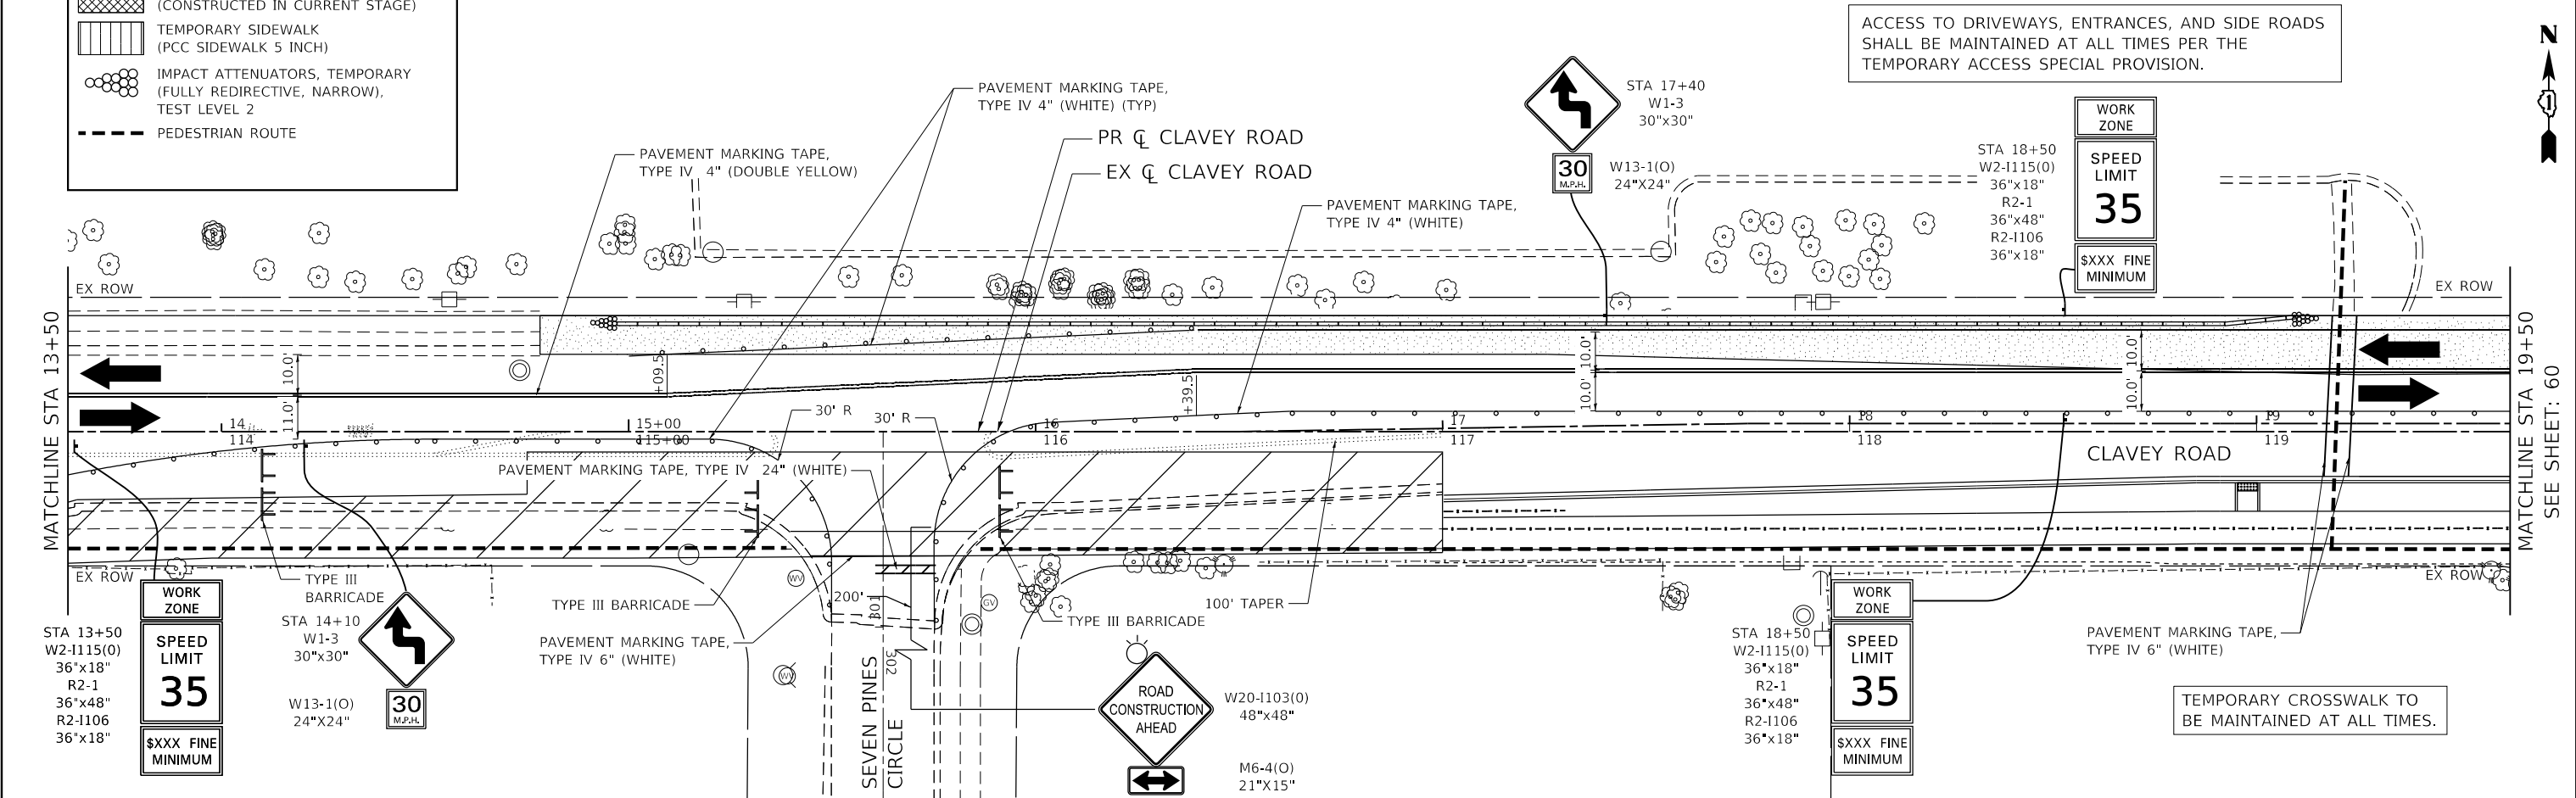 (CONSTRUCTED IN CURRENT STAGE)
TEMPORARY SIDEWALK
(PCC SIDEWALK 5 INCH)
IMPACT ATTENUATORS, TEMPORARY
(FULLY REDIRECTIVE, NARROW),
TEST LEVEL 2
PEDESTRIAN ROUTE
PAVEMENT MARKING TAPE,
TYPE IV 4" (DOUBLE YELLOW)
PAVEMENT MARKING TAPE,
TYPE IV 4" (WHITE) (TYP)
PR ℄ CLAVEY ROAD
EX ℄ CLAVEY ROAD
PAVEMENT MARKING TAPE,
TYPE IV 4" (WHITE)
STA 17+40
W1-3
30"x30"
30
M.P.H.
W13-1(O)
24"X24"
ACCESS TO DRIVEWAYS, ENTRANCES, AND SIDE ROADS
SHALL BE MAINTAINED AT ALL TIMES PER THE
TEMPORARY ACCESS SPECIAL PROVISION.
STA 18+50
W2-I115(0)
36"x18"
R2-1
36"x48"
R2-I106
36"x18"
WORK
ZONE
SPEED
LIMIT
35
$XXX FINE
MINIMUM
N
1
EX ROW
EX ROW
MATCHLINE STA 13+50
10.0'
11.0'
+09.5
+39.5
10.0'
10.0'
10.0'
10.0'
14
114
15+00
115+00
30' R
30' R
16
116
17
117
18
118
19
119
CLAVEY ROAD
MATCHLINE STA 19+50
SEE SHEET: 60
PAVEMENT MARKING TAPE, TYPE IV 24" (WHITE)
EX ROW
EX ROW
WORK
ZONE
SPEED
LIMIT
35
$XXX FINE
MINIMUM
STA 13+50
W2-I115(0)
36"x18"
R2-1
36"x48"
R2-I106
36"x18"
TYPE III
BARRICADE
STA 14+10
W1-3
30"x30"
W13-1(O)
24"X24"
30
M.P.H.
TYPE III BARRICADE
PAVEMENT MARKING TAPE,
TYPE IV 6" (WHITE)
WV
WV
GV
200'
301
302
SEVEN PINES
CIRCLE
TYPE III BARRICADE
100' TAPER
ROAD
CONSTRUCTION
AHEAD
W20-I103(0)
48"x48"
M6-4(O)
21"X15"
STA 18+50
W2-I115(0)
36"x18"
R2-1
36"x48"
R2-I106
36"x18"
WORK
ZONE
SPEED
LIMIT
35
$XXX FINE
MINIMUM
PAVEMENT MARKING TAPE,
TYPE IV 6" (WHITE)
TEMPORARY CROSSWALK TO
BE MAINTAINED AT ALL TIMES.